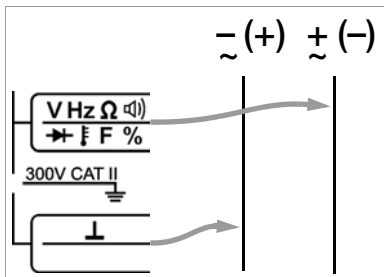 − (+) + (−)
~ ~
V Hz Ω
F %
300V CAT II